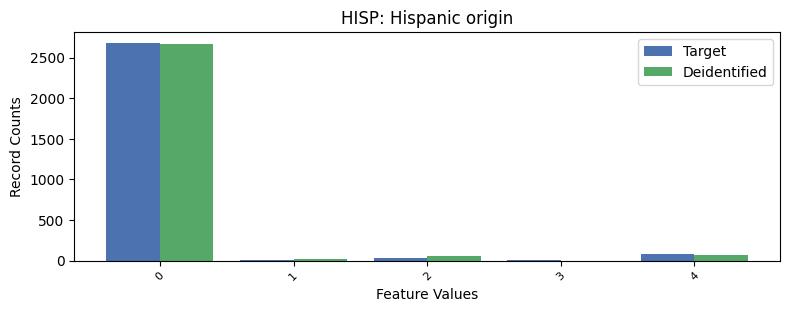 HISP: Hispanic origin
Target
Deidentified
2500
2000
1500
1000
500
0
Record Counts
0
1
2
3
4
Feature Values